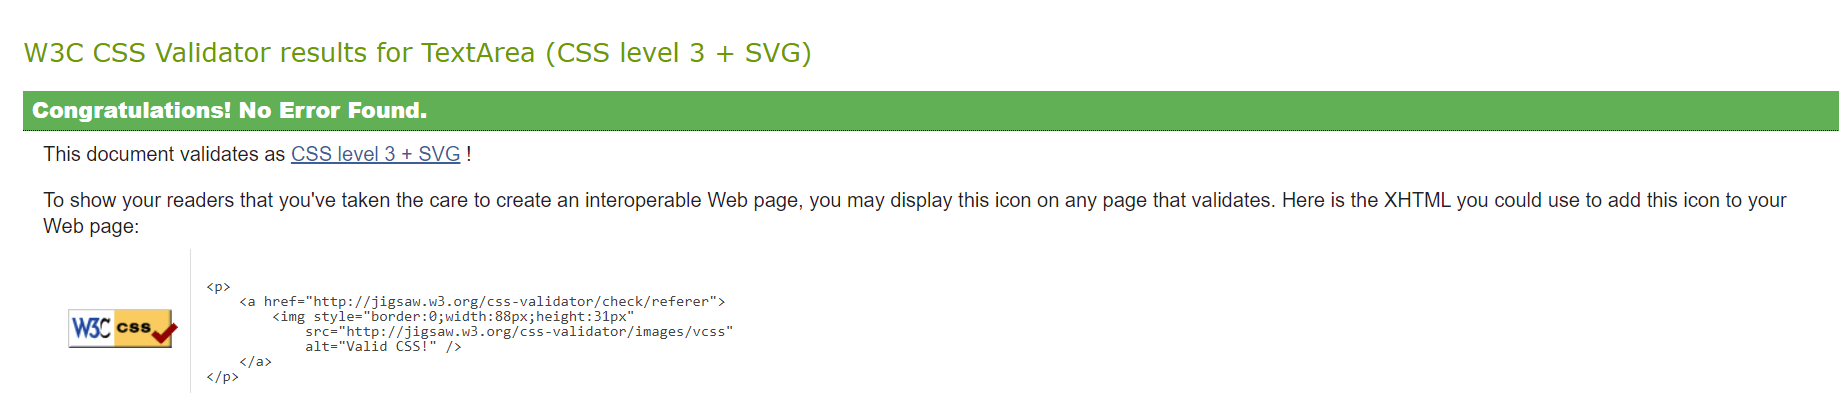 W3C CSS Validator results for TextArea (CSS level 3 + SVG)
Congratulations! No Error Found.
This document validates as CSS level 3 + SVG !
To show your readers that you've taken the care to create an interoperable Web page, you may display this icon on any page that validates. Here is the XHTML you could use to add this icon to your
Web page:
W3C css
<p>
    <a href="http://jigsaw.w3.org/css-validator/check/referer">
        <img style="border:0;width:88px;height:31px"
            src="http://jigsaw.w3.org/css-validator/images/vcss"
            alt="Valid CSS!" />
    </a>
</p>